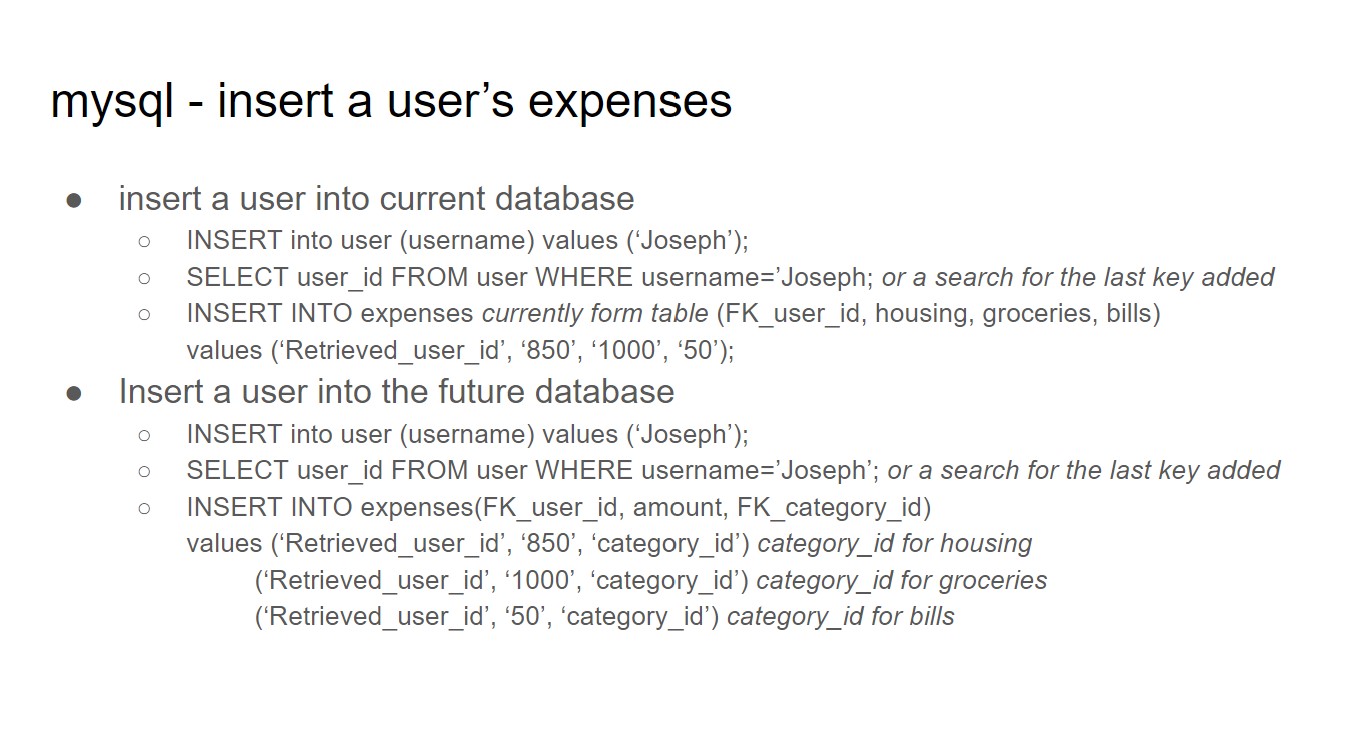 mysql - insert a user’s expenses
● insert a user into current database
○ INSERT into user (username) values (‘Joseph’);
○ SELECT user_id FROM user WHERE username=’Joseph; or a search for the last key added
○ INSERT INTO expenses currently form table (FK_user_id, housing, groceries, bills)
values (‘Retrieved_user_id’, ‘850’, ‘1000’, ‘50’);
● Insert a user into the future database
○ INSERT into user (username) values (‘Joseph’);
○ SELECT user_id FROM user WHERE username=’Joseph’; or a search for the last key added
○ INSERT INTO expenses(FK_user_id, amount, FK_category_id)
values (‘Retrieved_user_id’, ‘850’, ‘category_id’) category_id for housing
(‘Retrieved_user_id’, ‘1000’, ‘category_id’) category_id for groceries
(‘Retrieved_user_id’, ‘50’, ‘category_id’) category_id for bills